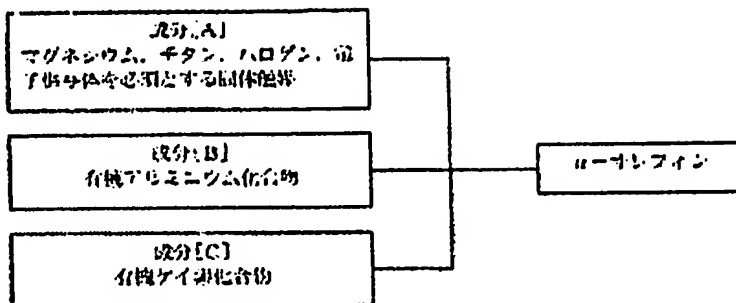 成分[A]
マグネシウム、チタン、ハロゲン、電
子供与体を必須とする固体触媒
成分[B]
有機アルミニウム化合物
成分[C]
有機ケイ素化合物
α－オレフィン